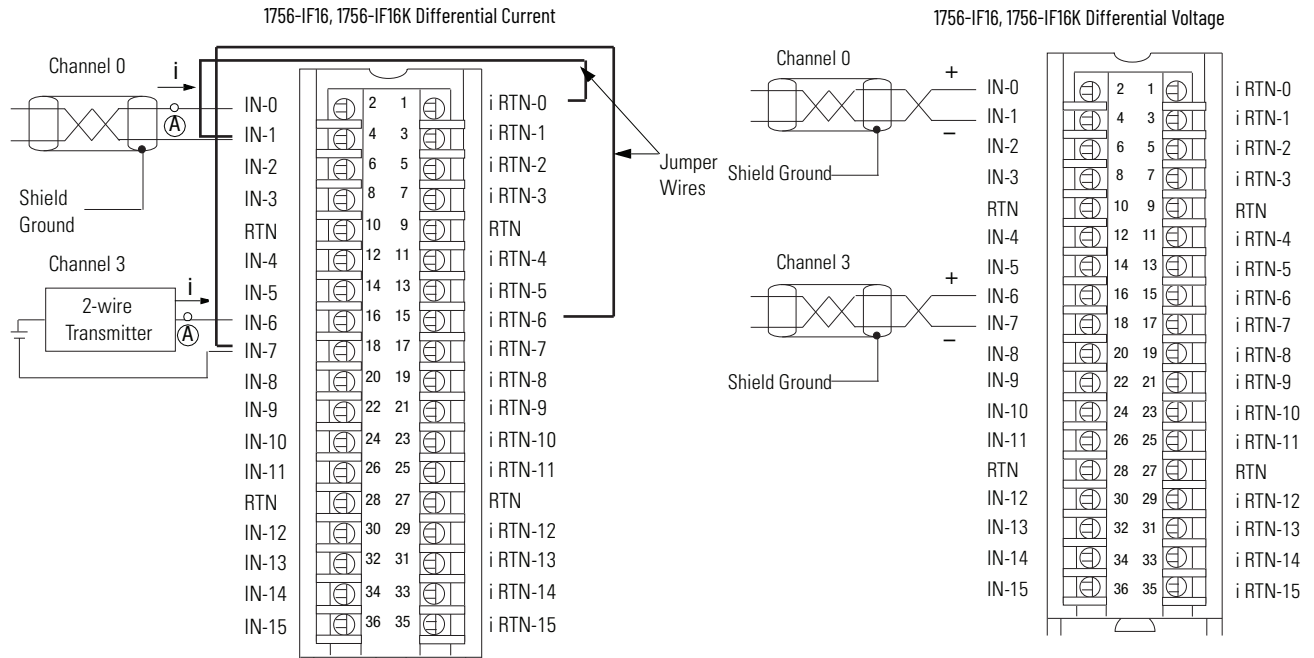 1756-IF16, 1756-IF16K Differential Current
Channel 0
i
A
Shield
Ground
Channel 3
i
2-wire
Transmitter
A
Jumper
Wires
IN-0 2 1 i RTN-0
IN-1 4 3 i RTN-1
IN-2 6 5 i RTN-2
IN-3 8 7 i RTN-3
RTN 10 9 RTN
IN-4 12 11 i RTN-4
IN-5 14 13 i RTN-5
IN-6 16 15 i RTN-6
IN-7 18 17 i RTN-7
IN-8 20 19 i RTN-8
IN-9 22 21 i RTN-9
IN-10 24 23 i RTN-10
IN-11 26 25 i RTN-11
RTN 28 27 RTN
IN-12 30 29 i RTN-12
IN-13 32 31 i RTN-13
IN-14 34 33 i RTN-14
IN-15 36 35 i RTN-15
1756-IF16, 1756-IF16K Differential Voltage
Channel 0
+
−
Shield Ground
Channel 3
+
−
Shield Ground
IN-0 2 1 i RTN-0
IN-1 4 3 i RTN-1
IN-2 6 5 i RTN-2
IN-3 8 7 i RTN-3
RTN 10 9 RTN
IN-4 12 11 i RTN-4
IN-5 14 13 i RTN-5
IN-6 16 15 i RTN-6
IN-7 18 17 i RTN-7
IN-8 20 19 i RTN-8
IN-9 22 21 i RTN-9
IN-10 24 23 i RTN-10
IN-11 26 25 i RTN-11
RTN 28 27 RTN
IN-12 30 29 i RTN-12
IN-13 32 31 i RTN-13
IN-14 34 33 i RTN-14
IN-15 36 35 i RTN-15